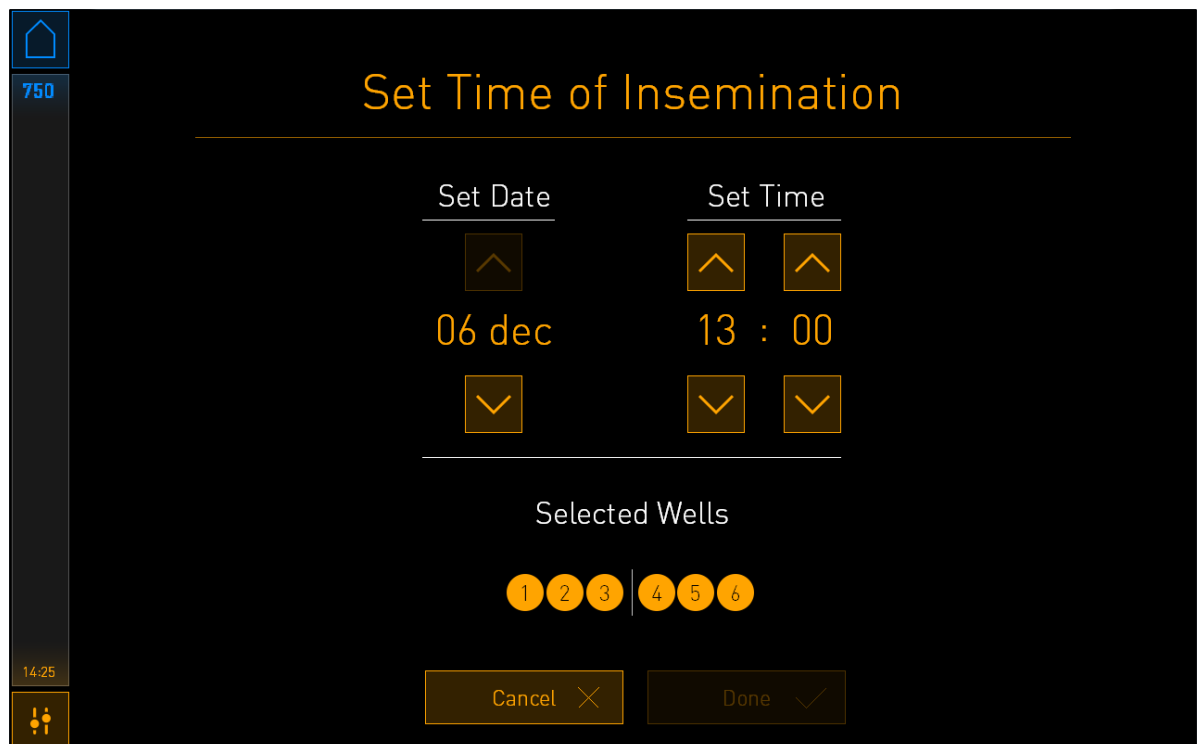 750
Set Time of Insemination
Set Date Set Time
06 dec 13 : 00
Selected Wells
1 2 3 4 5 6
14:25
Cancel Done